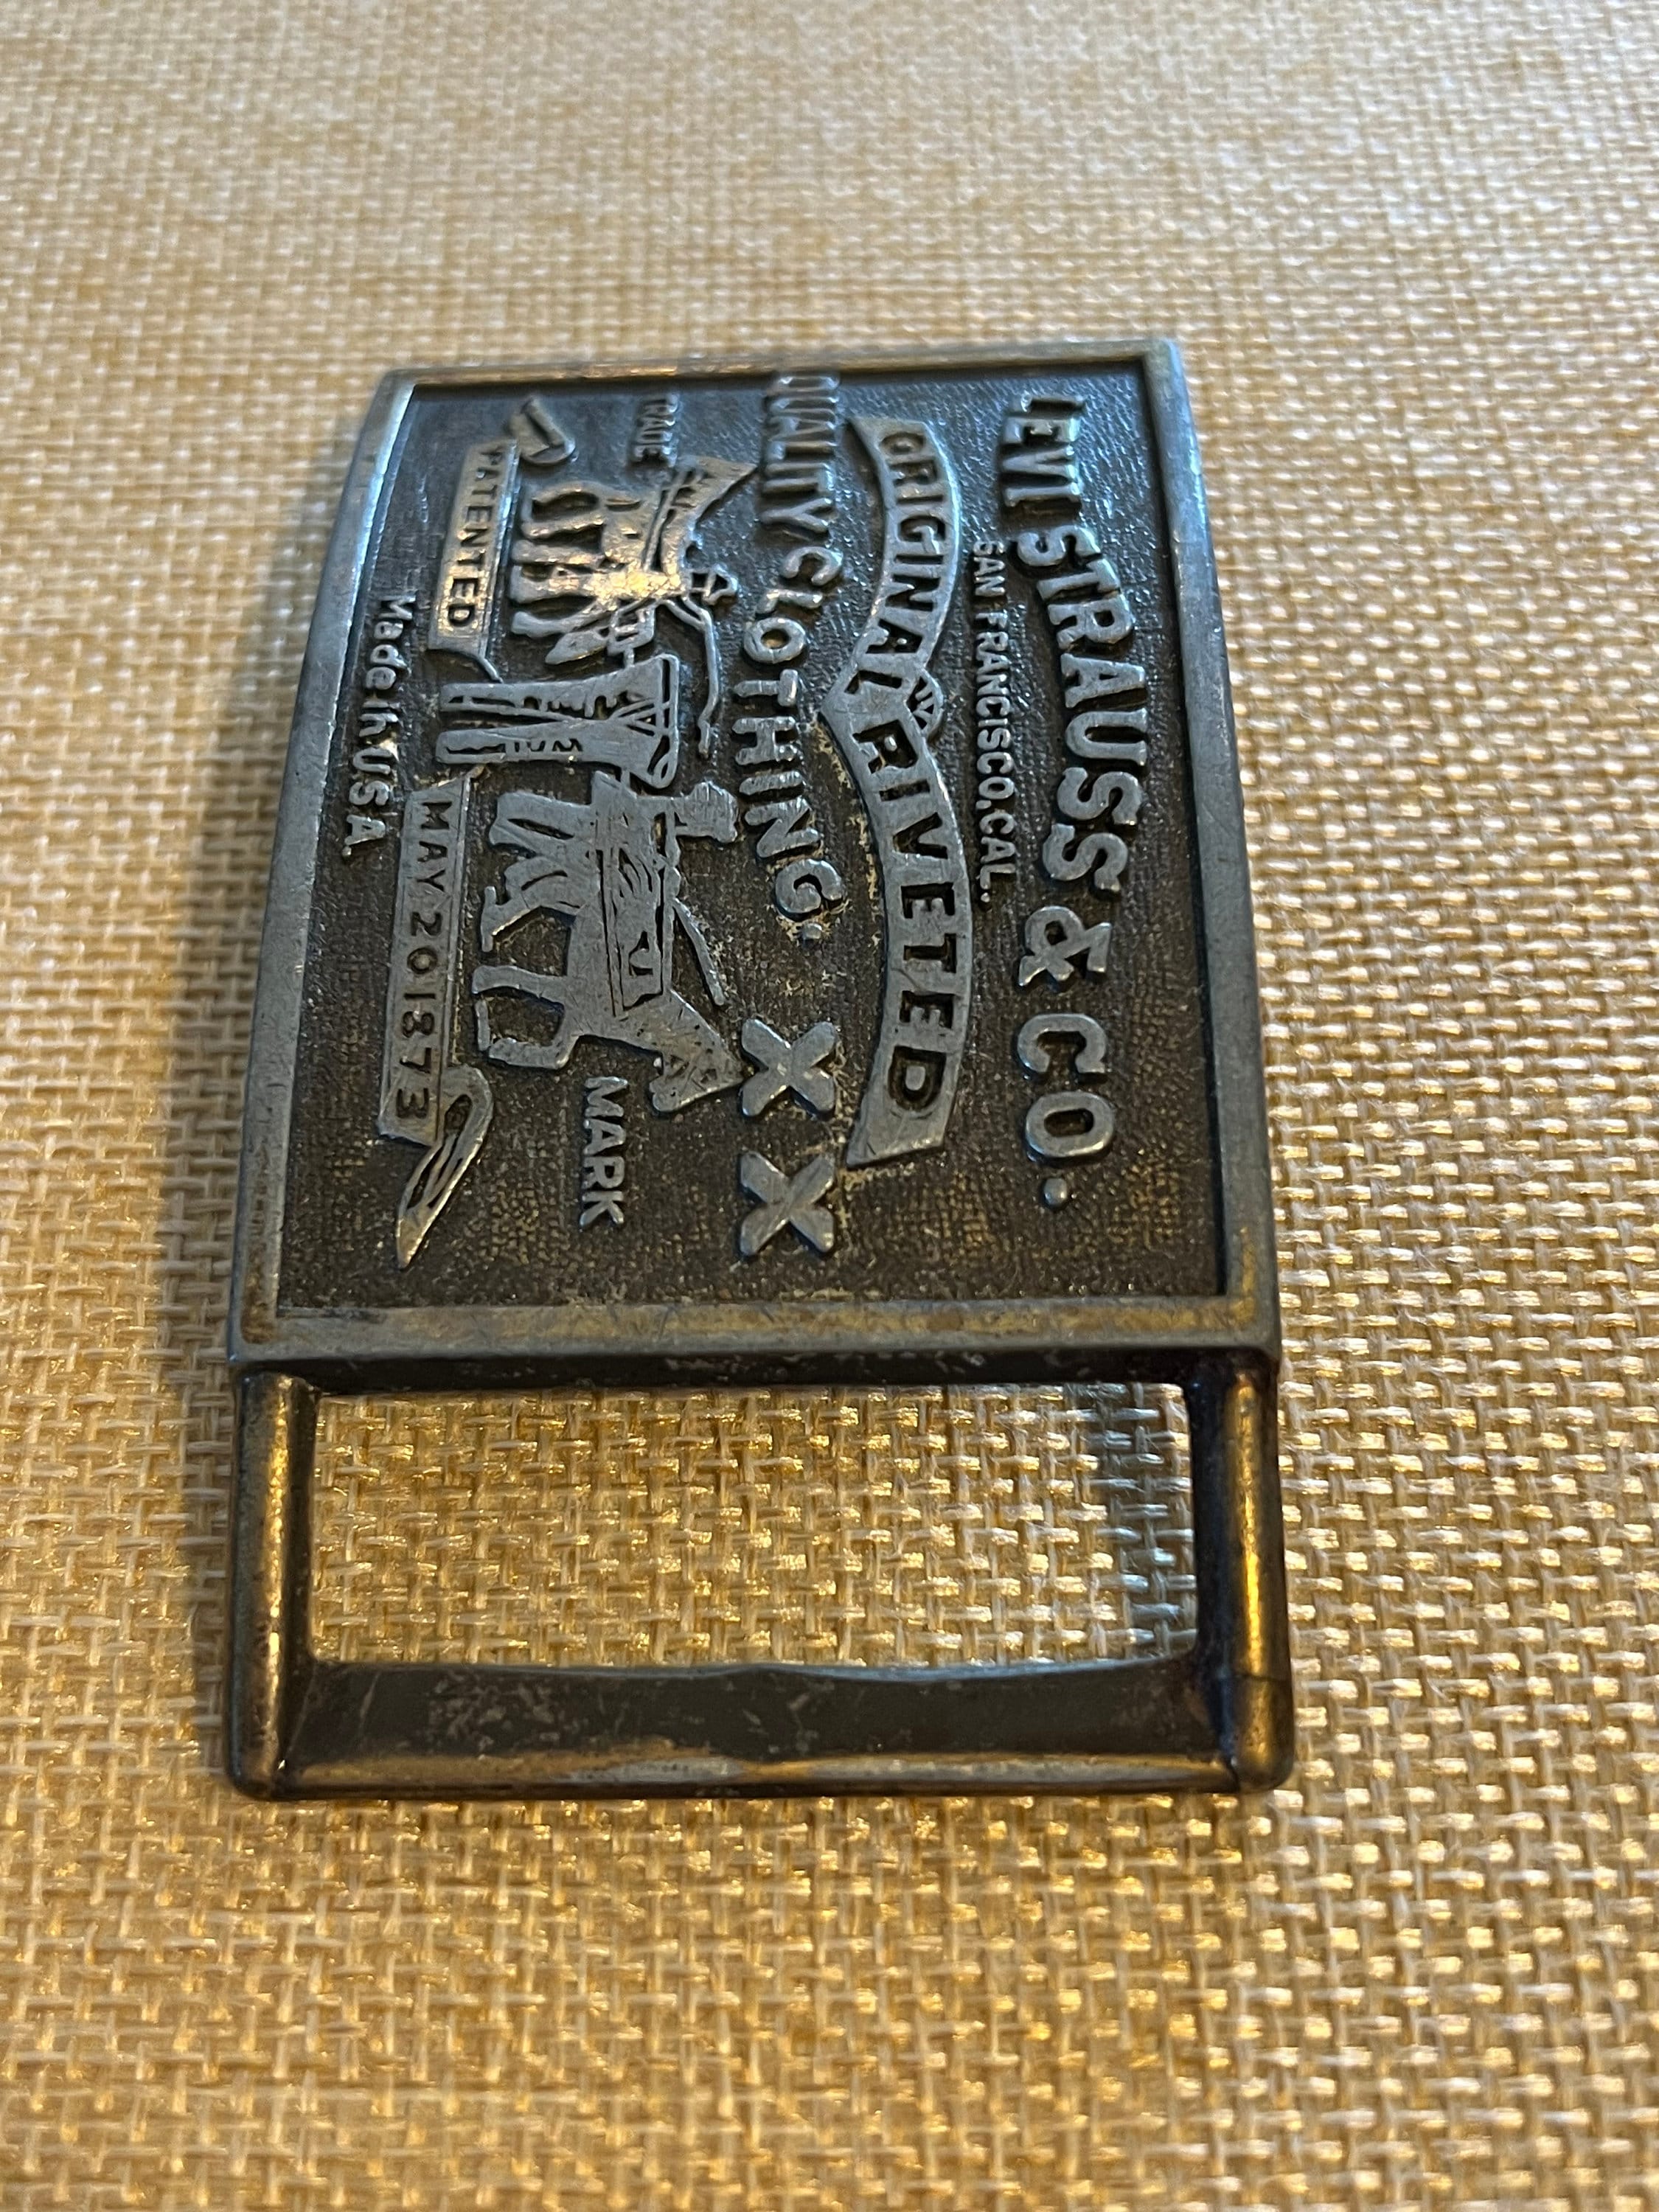 LEVI STRAUSS & CO.
SAN FRANCISCO, CAL.
ORIGINAL RIVETED
QUALITY CLOTHING. XX
TRADE MARK
PATENTED MAY 20 1873
Made in U.S.A.